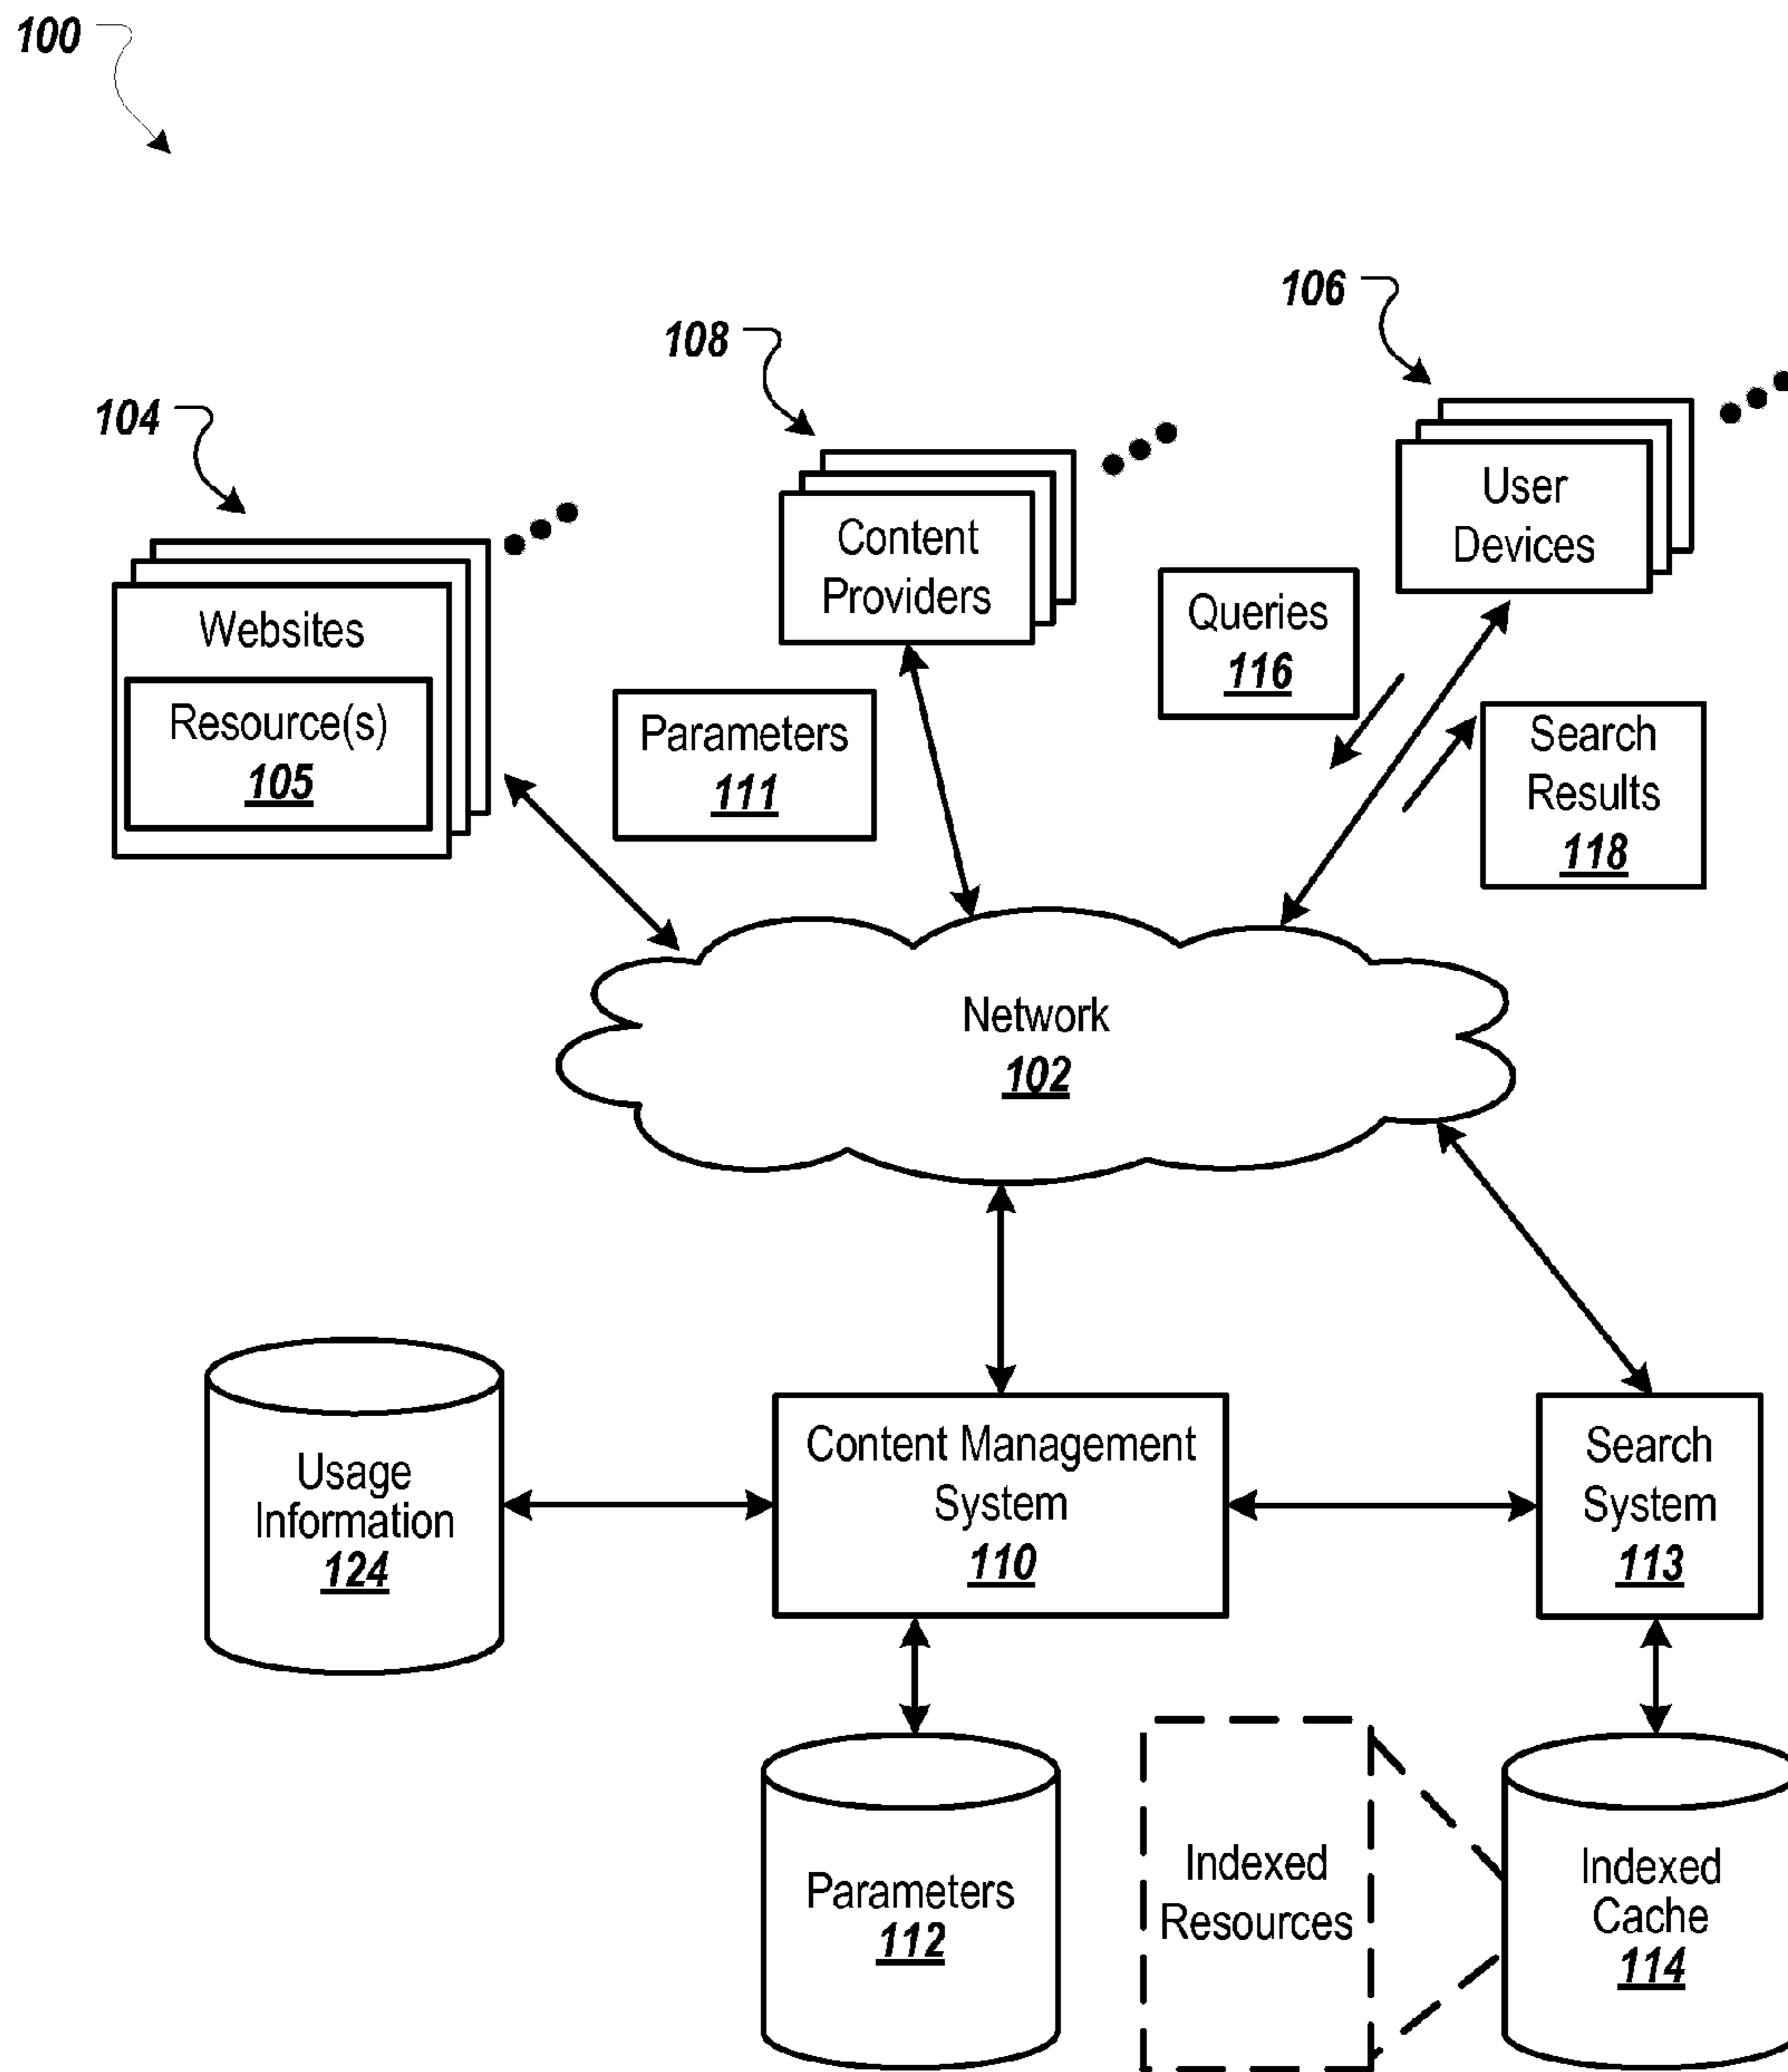 100
106
108
104
User
Devices
Content
Providers
Queries
116
Websites
Resource(s)
105
Parameters
111
Search
Results
118
Network
102
Content Management
System
110
Search
System
113
Usage
Information
124
Parameters
112
Indexed
Resources
Indexed
Cache
114